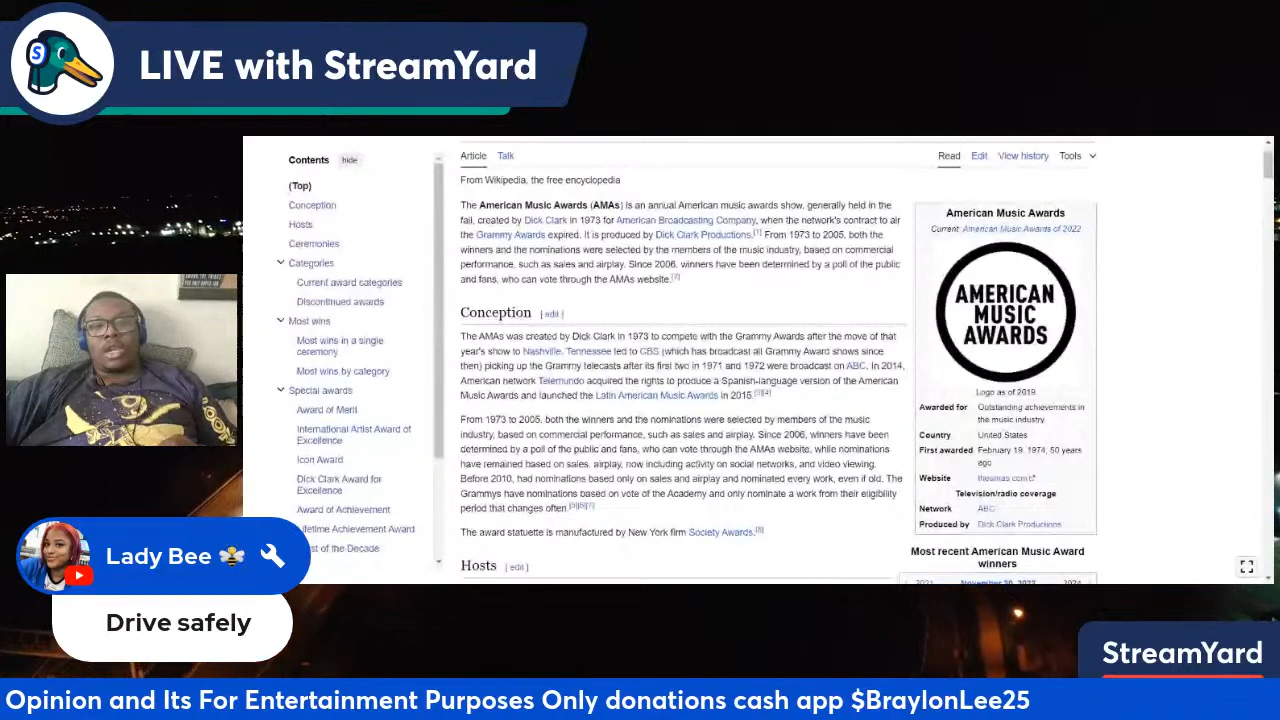 LIVE with StreamYard
Contents hide
(Top)
Conception
Hosts
Ceremonies
Categories
Current award categories
Discontinued awards
Most wins
Most wins in a single
ceremony
Most wins by category
Special awards
Award of Merit
International Artist Award of
Excellence
Icon Award
Dick Clark Award for
Excellence
Award of Achievement
ifetime Achievement Award
st of the Decade
Article Talk
Read Edit View history Tools
From Wikipedia, the free encyclopedia
The American Music Awards (AMAs) is an annual American music awards show, generally held in the
fall, created by Dick Clark in 1973 for American Broadcasting Company, when the network's contract to air
the Grammy Awards expired. It is produced by Dick Clark Productions.[1] From 1973 to 2005, both the
winners and the nominations were selected by the members of the music industry, based on commercial
performance, such as sales and airplay. Since 2006, winners have been determined by a poll of the public
and fans, who can vote through the AMAs website.[2]
Conception [ edit ]
The AMAs was created by Dick Clark in 1973 to compete with the Grammy Awards after the move of that
year's show to Nashville, Tennessee led to CBS (which has broadcast all Grammy Award shows since
then) picking up the Grammy telecasts after its first two in 1971 and 1972 were broadcast on ABC. In 2014,
American network Telemundo acquired the rights to produce a Spanish-language version of the American
Music Awards and launched the Latin American Music Awards in 2015.[3][4]
From 1973 to 2005, both the winners and the nominations were selected by members of the music
industry, based on commercial performance, such as sales and airplay. Since 2006, winners have been
determined by a poll of the public and fans, who can vote through the AMAs website, while nominations
have remained based on sales, airplay, now including activity on social networks, and video viewing.
Before 2010, had nominations based only on sales and airplay and nominated every work, even if old. The
Grammys have nominations based on vote of the Academy and only nominate a work from their eligibility
period that changes often.[5][6][7]
The award statuette is manufactured by New York firm Society Awards.[8]
Hosts [ edit ]
American Music Awards
Current: American Music Awards of 2022
AMERICAN
MUSIC
AWARDS
Logo as of 2019
Awarded for Outstanding achievements in
the music industry
Country United States
First awarded February 19, 1974, 50 years
ago
Website theamas.com
Television/radio coverage
Network ABC
Produced by Dick Clark Productions
Most recent American Music Award
winners
2021 November 20, 2022 2024
Lady Bee
Drive safely
StreamYard
Opinion and Its For Entertainment Purposes Only donations cash app $BraylonLee25